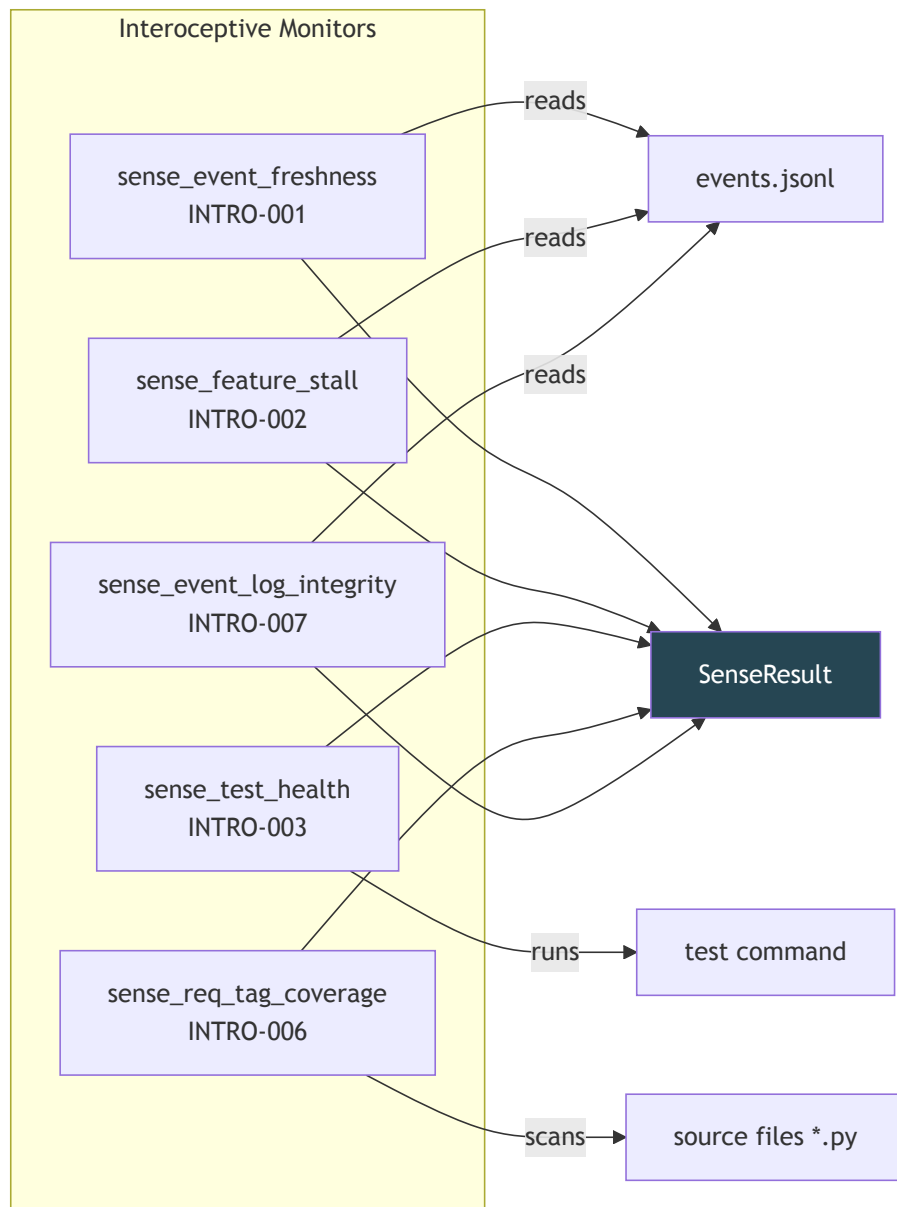 Interoceptive Monitors
sense_event_freshness
INTRO-001
sense_feature_stall
INTRO-002
sense_event_log_integrity
INTRO-007
sense_test_health
INTRO-003
sense_req_tag_coverage
INTRO-006
reads
reads
reads
runs
scans
events.jsonl
SenseResult
test command
source files *.py